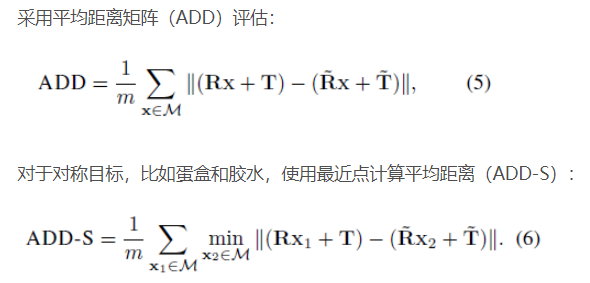 采用平均距离矩阵（ADD）评估：
ADD = \frac{1}{m} \sum_{\mathbf{x} \in \mathcal{M}} \|(\mathbf{R}\mathbf{x} + \mathbf{T}) - (\tilde{\mathbf{R}}\mathbf{x} + \tilde{\mathbf{T}})\|, (5)
对于对称目标，比如蛋盒和胶水，使用最近点计算平均距离（ADD-S）：
ADD-S = \frac{1}{m} \sum_{\mathbf{x}_1 \in \mathcal{M}} \min_{\mathbf{x}_2 \in \mathcal{M}} \|(\mathbf{R}\mathbf{x}_1 + \mathbf{T}) - (\tilde{\mathbf{R}}\mathbf{x}_2 + \tilde{\mathbf{T}})\|. (6)